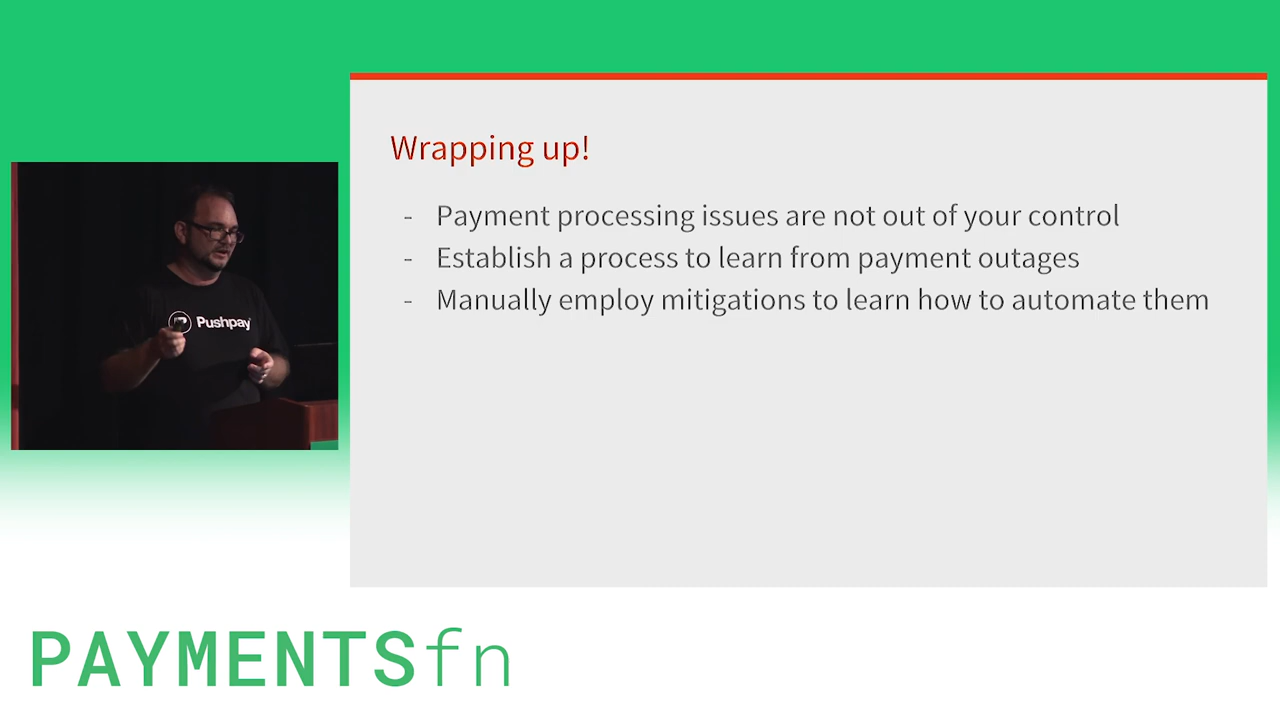 Wrapping up!
- Payment processing issues are not out of your control
- Establish a process to learn from payment outages
- Manually employ mitigations to learn how to automate them
Pushpay
PAYMENTSfn